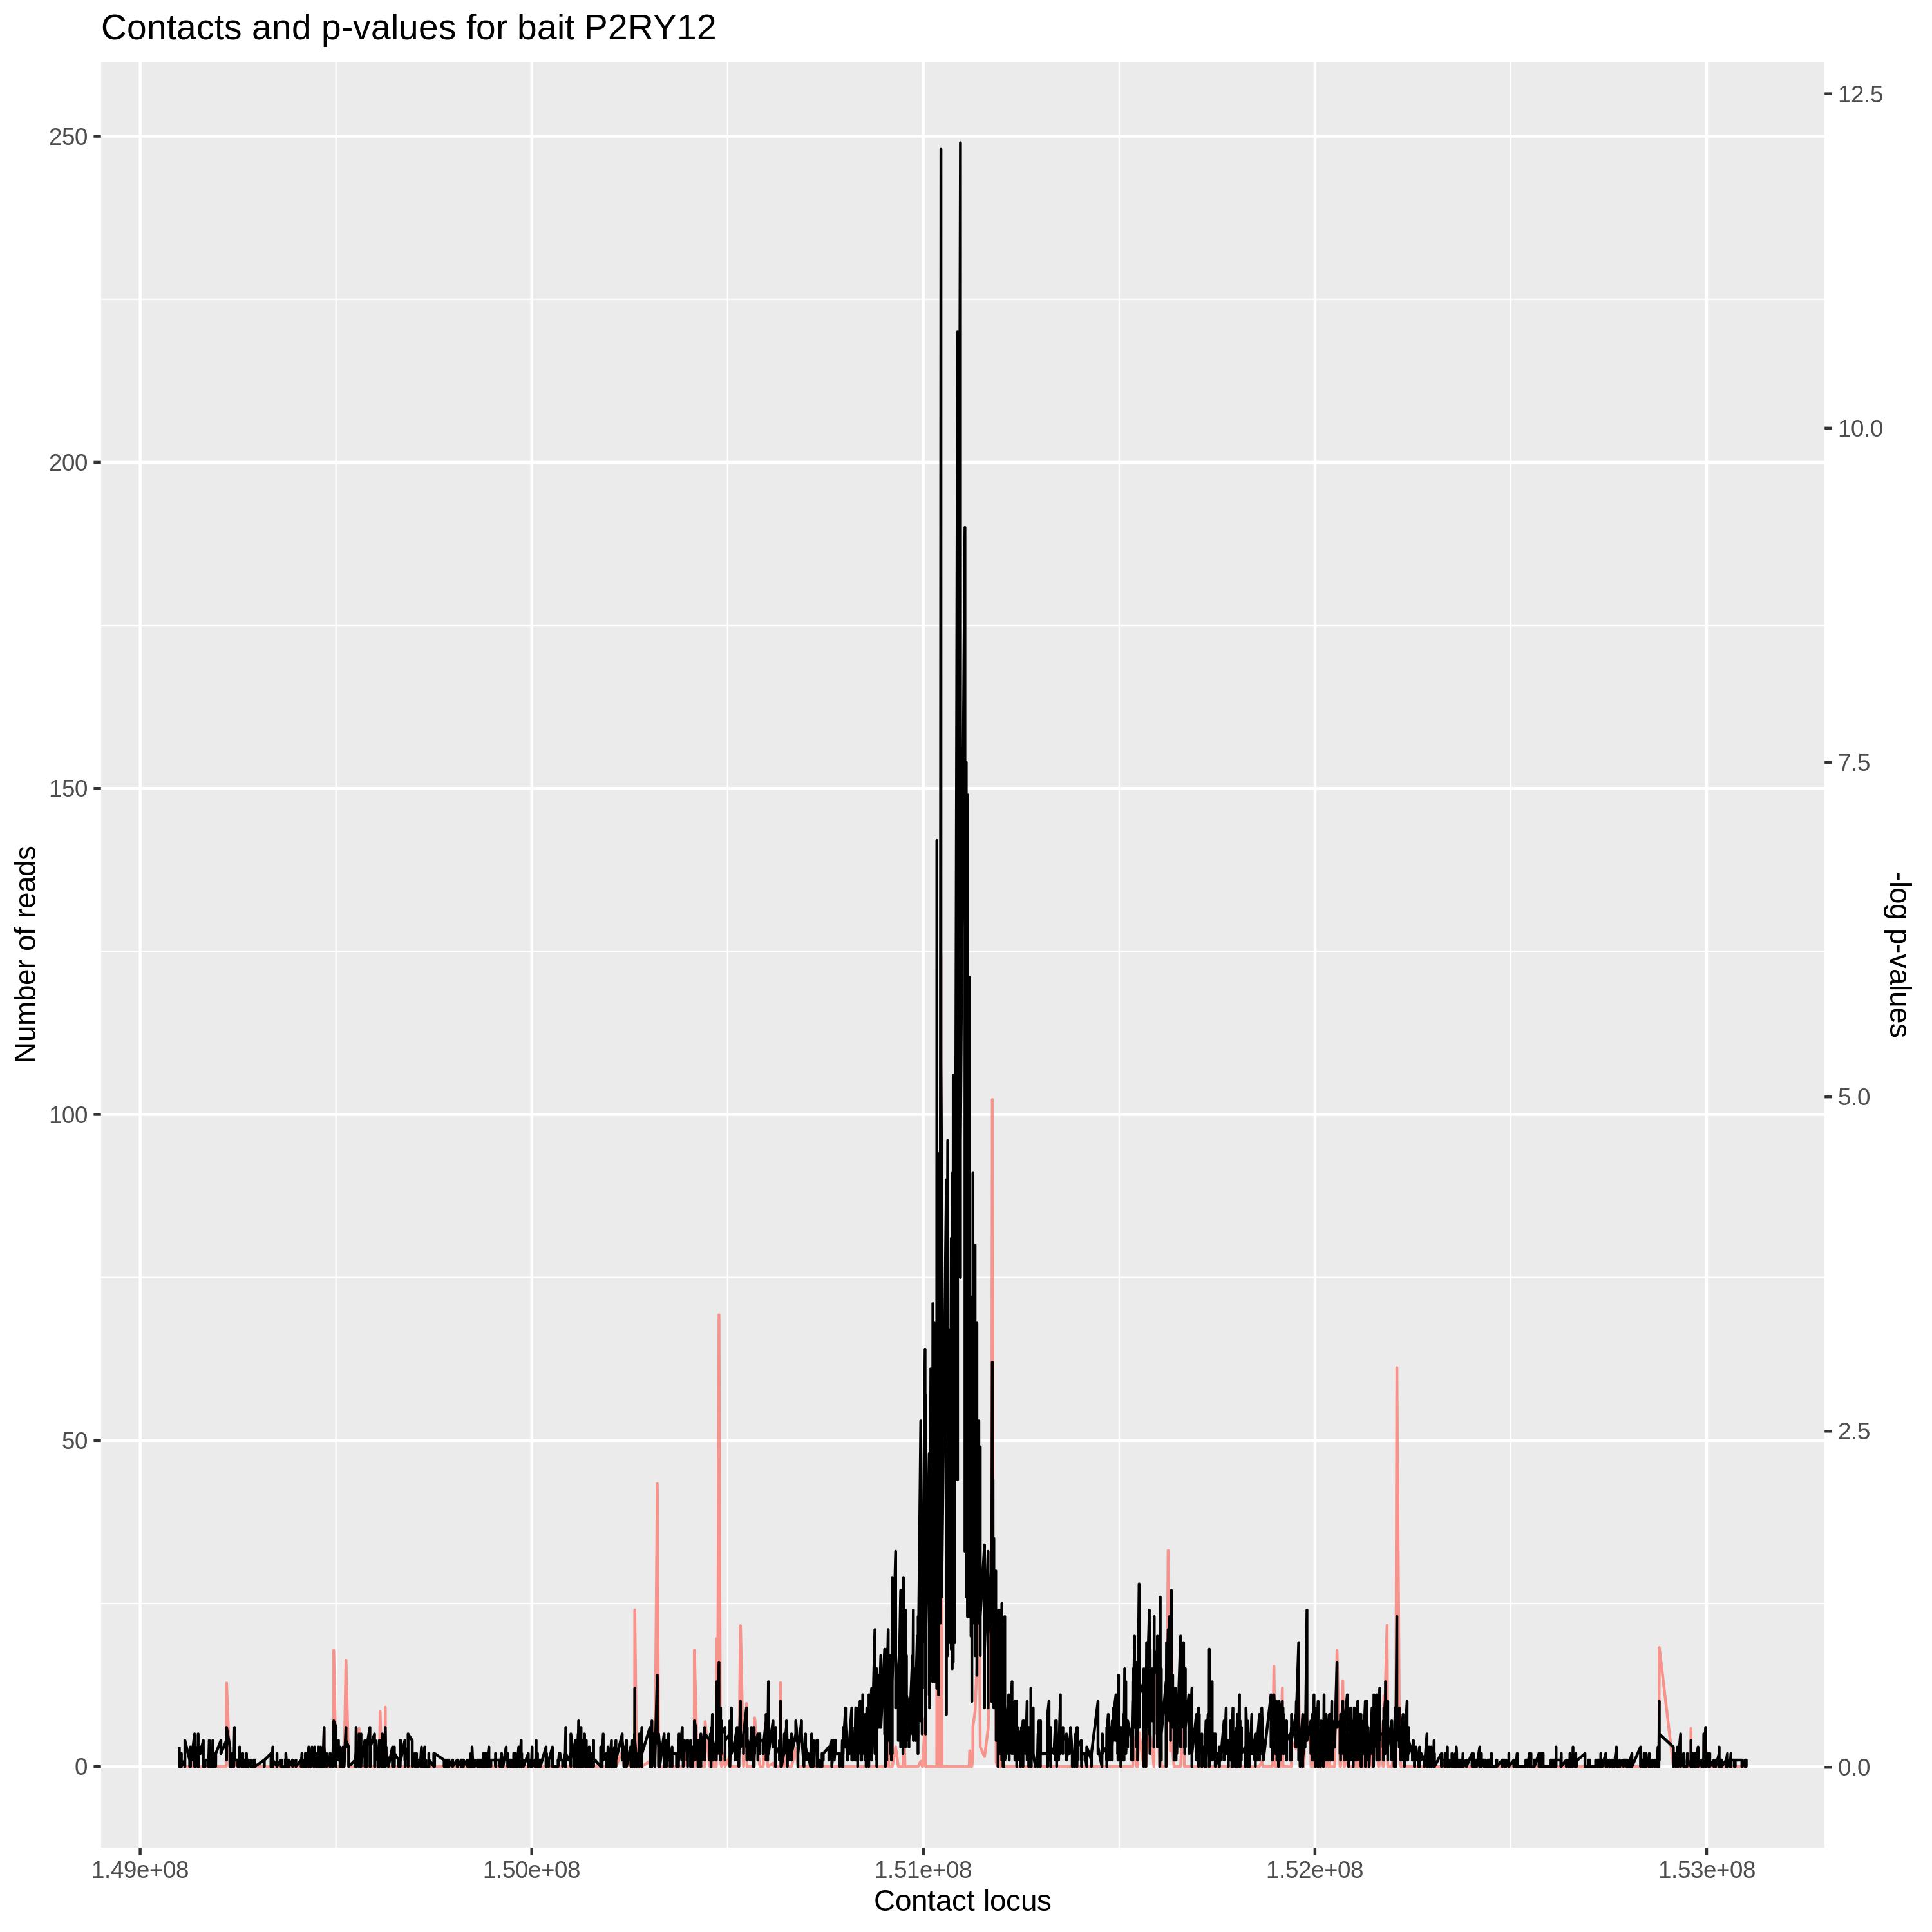 Contacts and p-values for bait P2RY12
250
200
150
100
50
0
Number of reads
12.5
10.0
7.5
5.0
2.5
0.0
-log p-values
1.49e+08 1.50e+08 1.51e+08 1.52e+08 1.53e+08
Contact locus